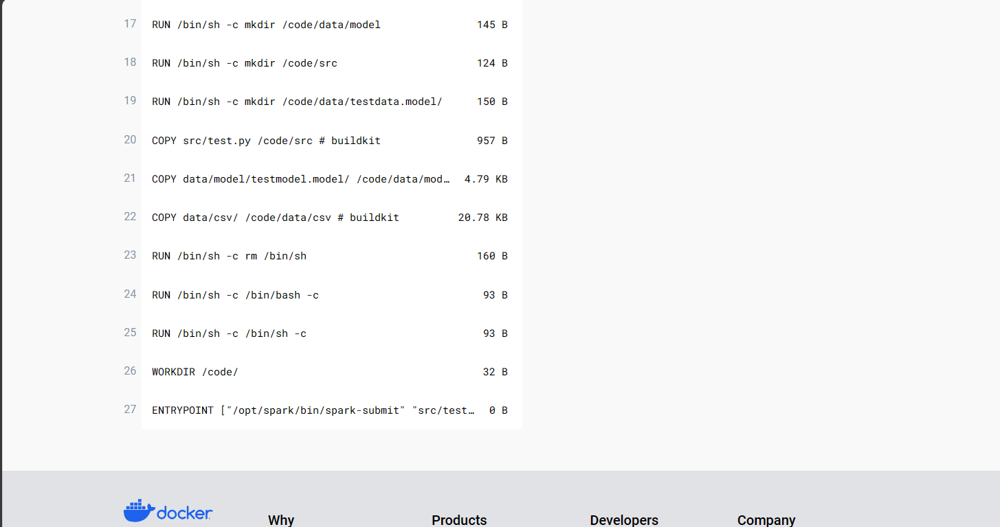 17 RUN /bin/sh -c mkdir /code/data/model 145 B
18 RUN /bin/sh -c mkdir /code/src 124 B
19 RUN /bin/sh -c mkdir /code/data/testdata.model/ 150 B
20 COPY src/test.py /code/src # buildkit 957 B
21 COPY data/model/testmodel.model/ /code/data/mod… 4.79 KB
22 COPY data/csv/ /code/data/csv # buildkit 20.78 KB
23 RUN /bin/sh -c rm /bin/sh 160 B
24 RUN /bin/sh -c /bin/bash -c 93 B
25 RUN /bin/sh -c /bin/sh -c 93 B
26 WORKDIR /code/ 32 B
27 ENTRYPOINT ["/opt/spark/bin/spark-submit" "src/test… 0 B
docker
Why Products Developers Company